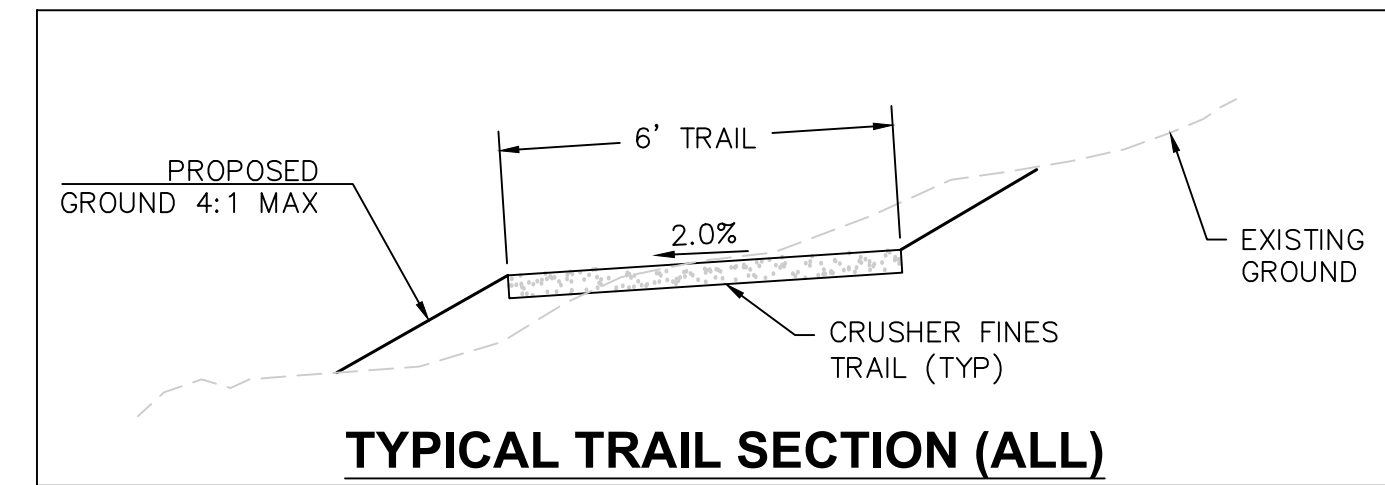 6' TRAIL
PROPOSED
GROUND 4:1 MAX
2.0%
EXISTING
GROUND
CRUSHER FINES
TRAIL (TYP)
TYPICAL TRAIL SECTION (ALL)